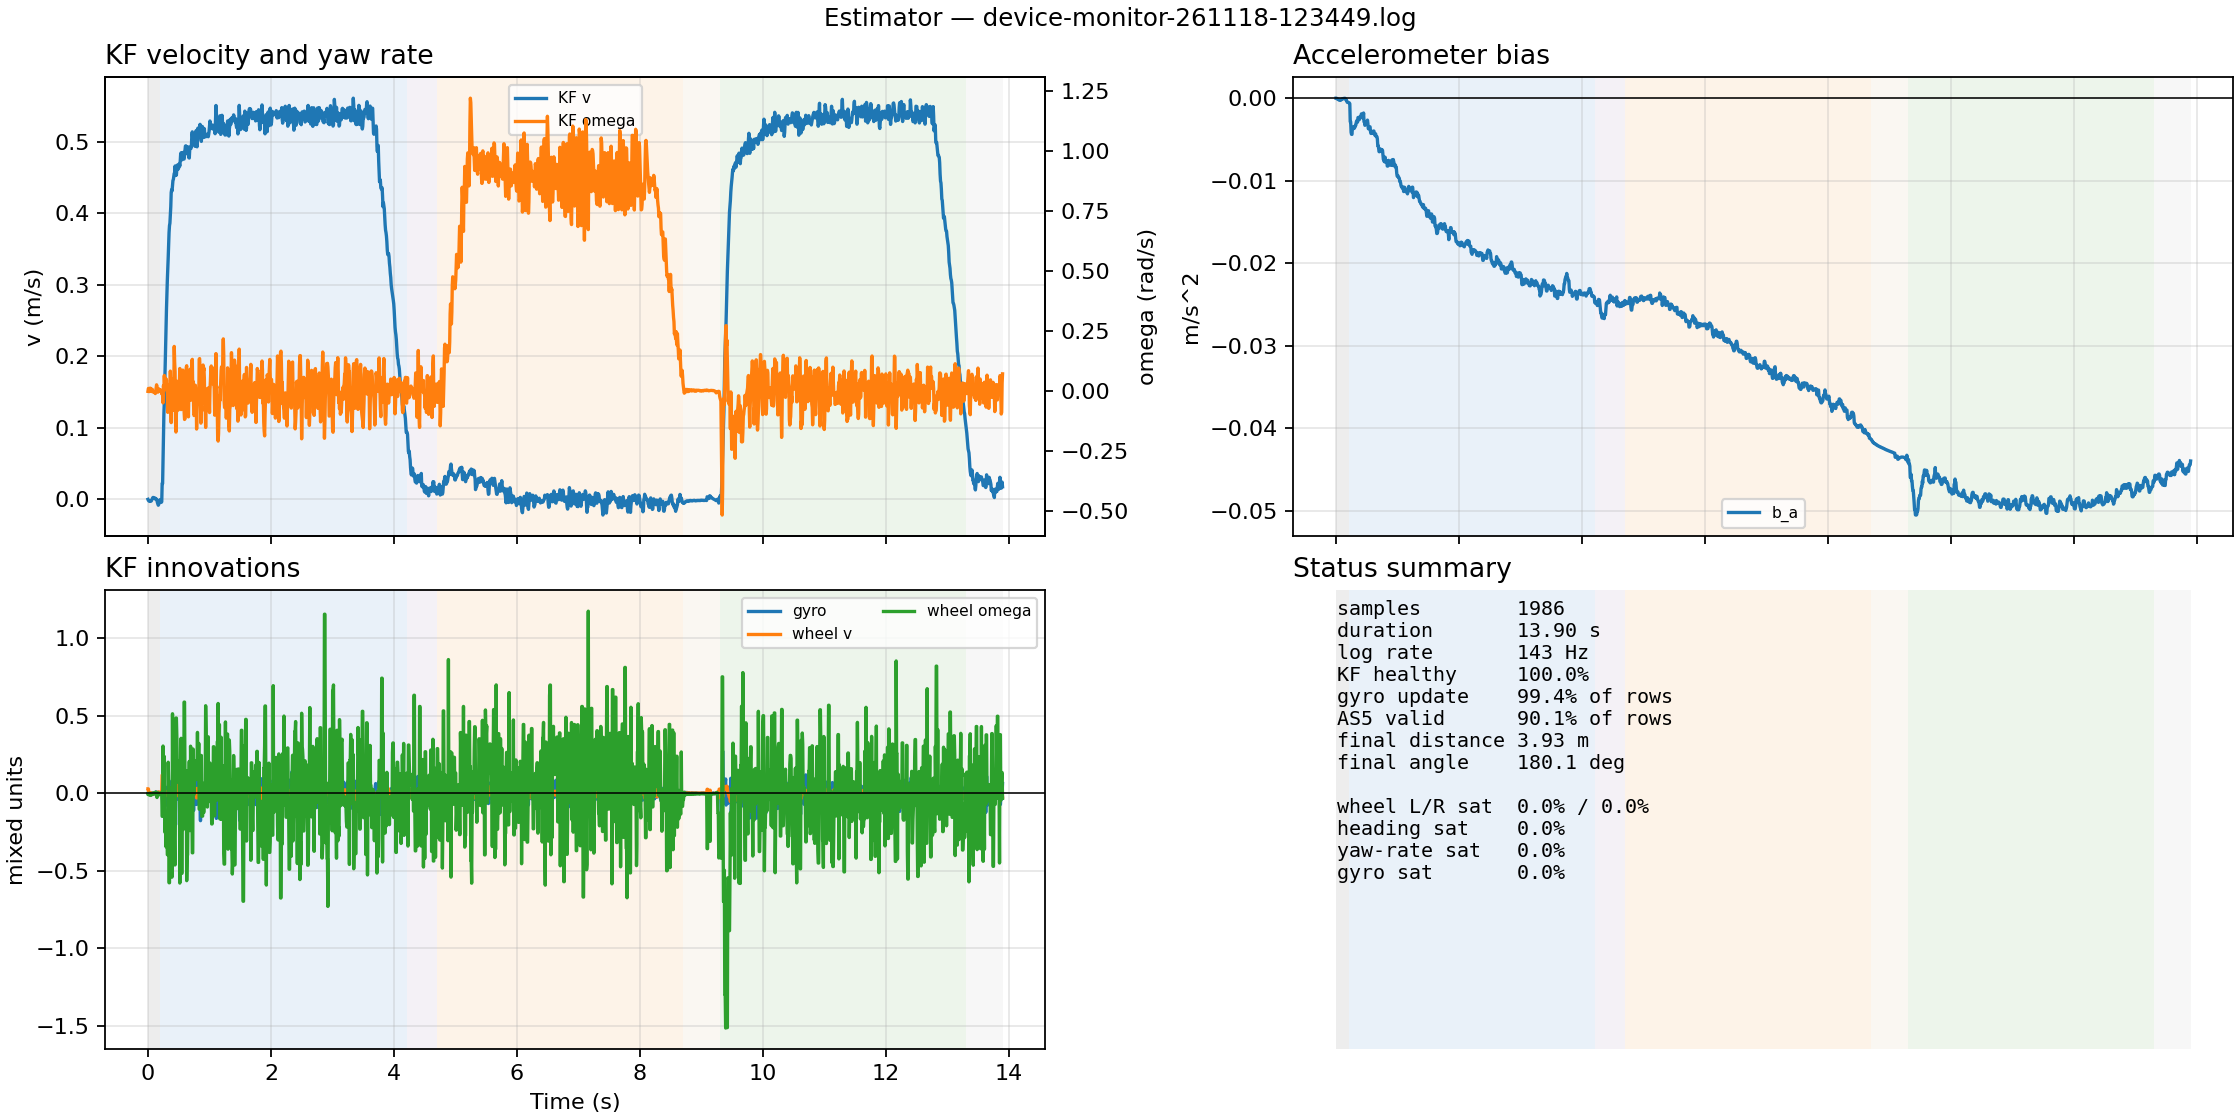 Estimator — device-monitor-261118-123449.log
KF velocity and yaw rate
KF v
KF omega
v (m/s)
0.5
0.4
0.3
0.2
0.1
0.0
omega (rad/s)
1.25
1.00
0.75
0.50
0.25
0.00
−0.25
−0.50
Accelerometer bias
m/s^2
0.00
−0.01
−0.02
−0.03
−0.04
−0.05
b_a
KF innovations
gyro
wheel v
wheel omega
mixed units
1.0
0.5
0.0
−0.5
−1.0
−1.5
0 2 4 6 8 10 12 14
Time (s)
Status summary
samples 1986
duration 13.90 s
log rate 143 Hz
KF healthy 100.0%
gyro update 99.4% of rows
AS5 valid 90.1% of rows
final distance 3.93 m
final angle 180.1 deg
wheel L/R sat 0.0% / 0.0%
heading sat 0.0%
yaw-rate sat 0.0%
gyro sat 0.0%